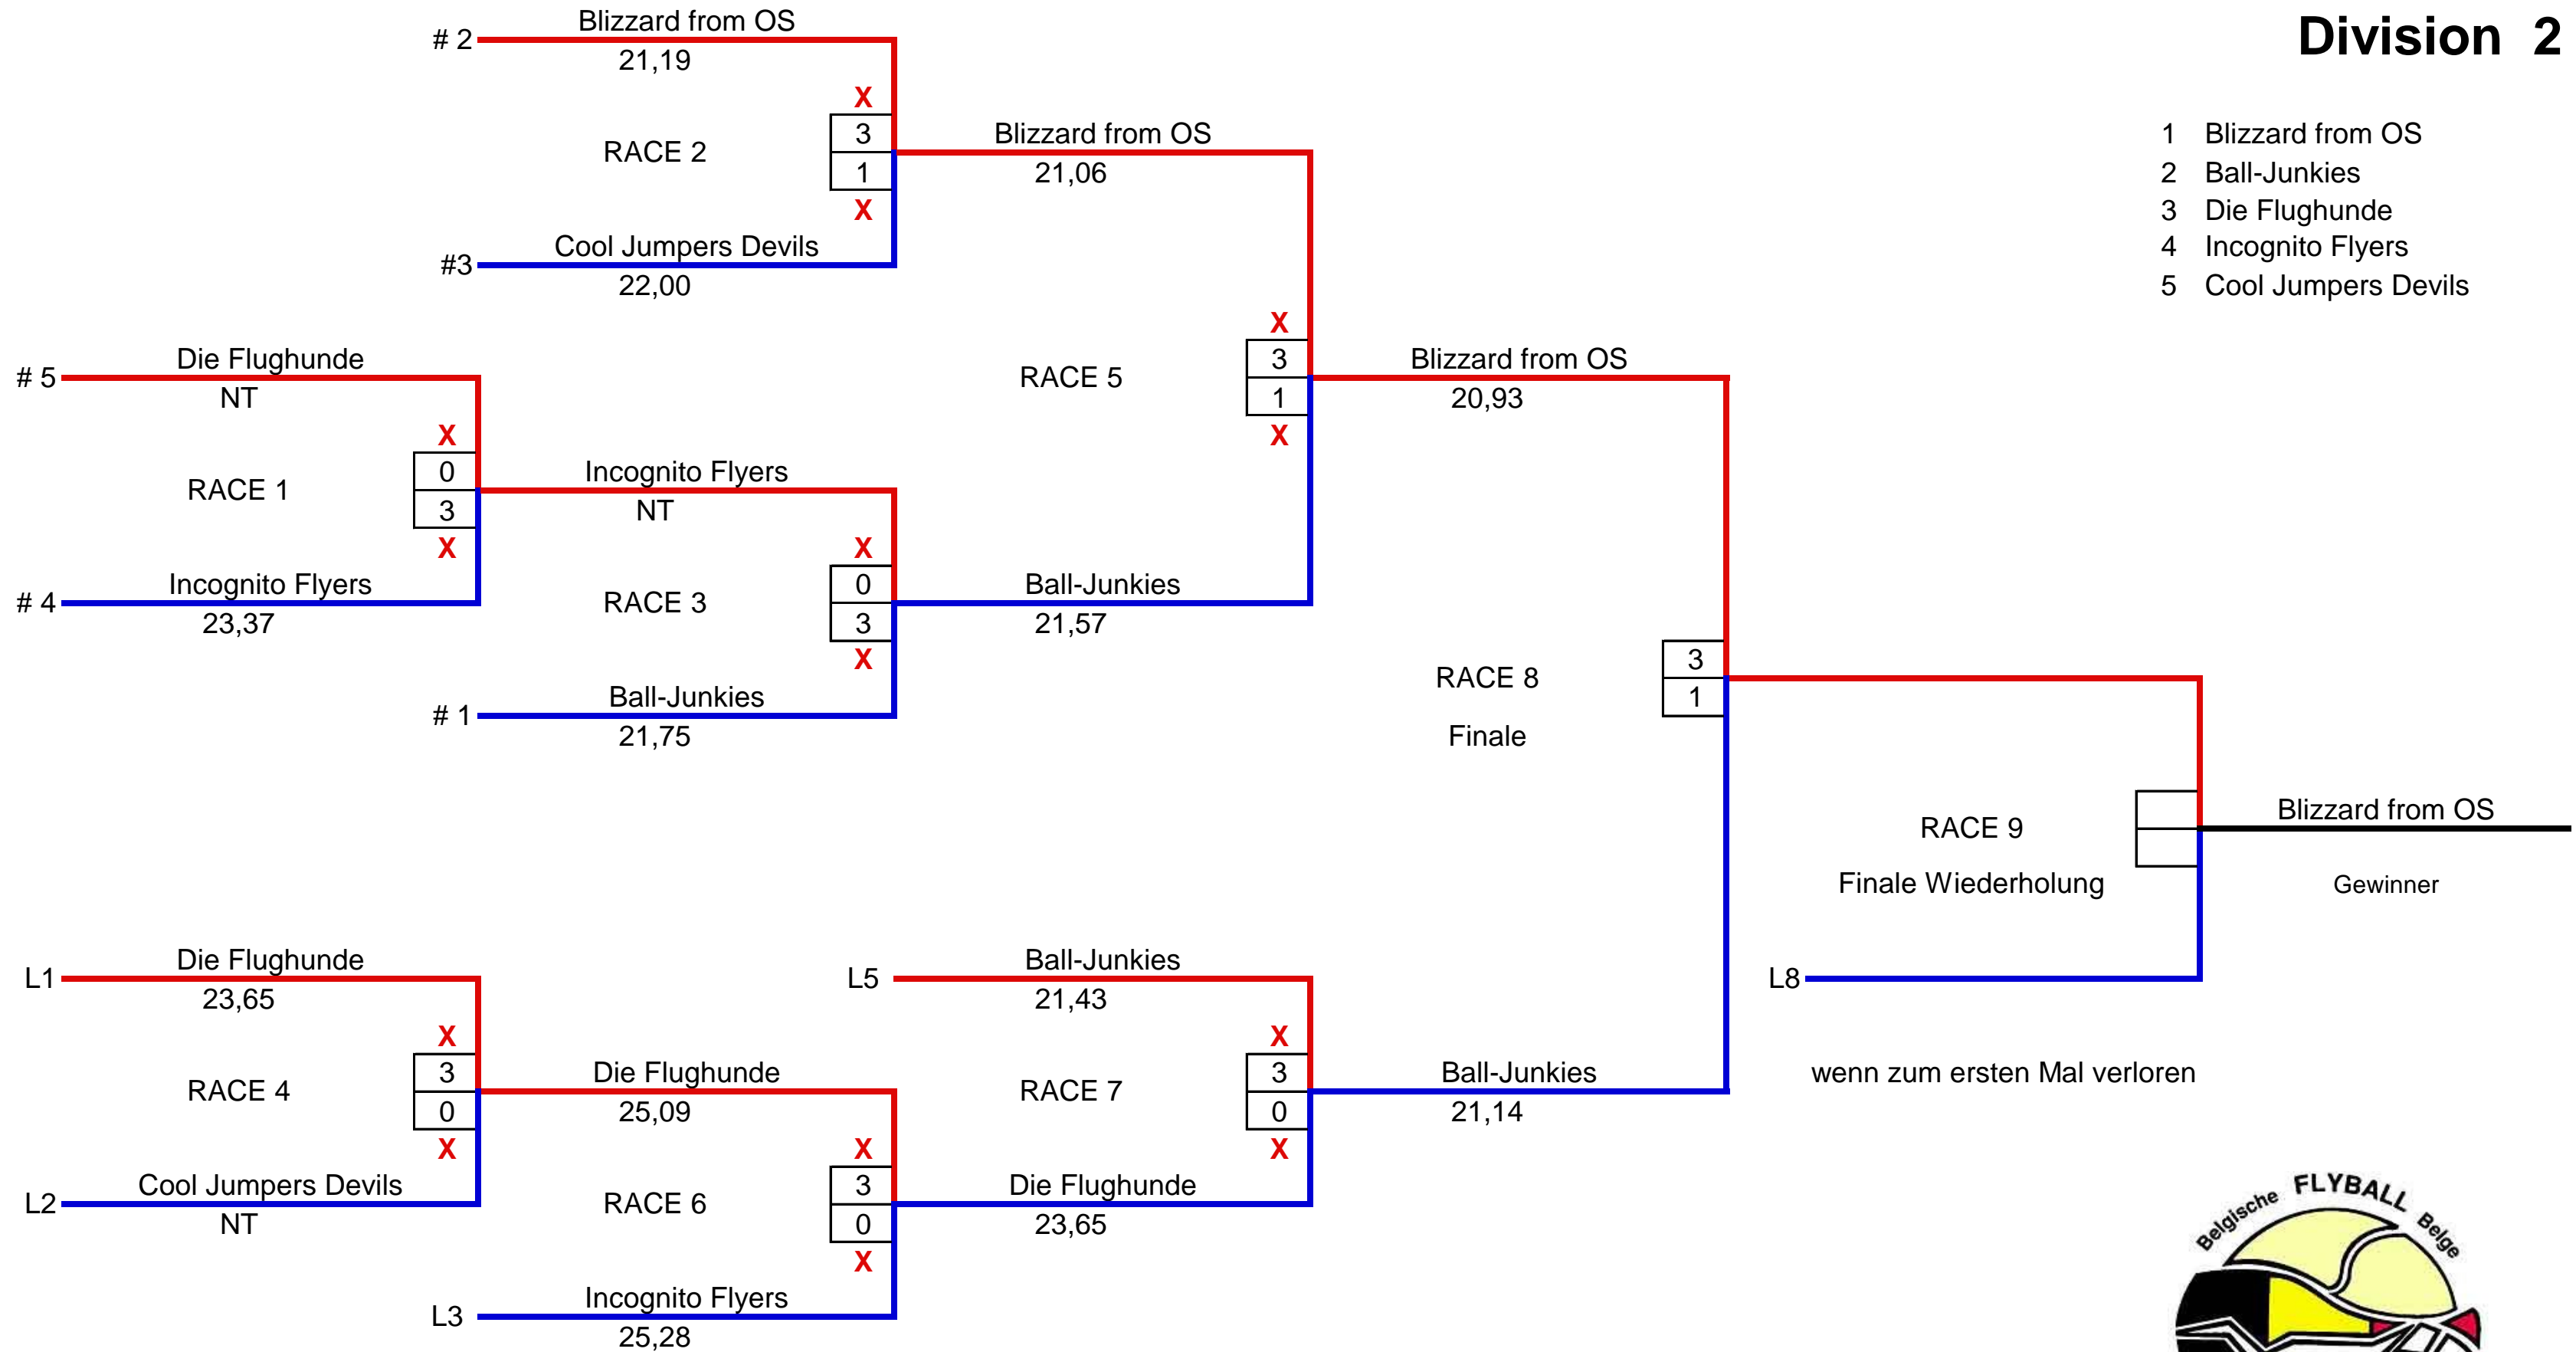 Division 2
1 Blizzard from OS
2 Ball-Junkies
3 Die Flughunde
4 Incognito Flyers
5 Cool Jumpers Devils
# 2
Blizzard from OS
21,19
X
3
RACE 2
1
X
#3
Cool Jumpers Devils
22,00
Blizzard from OS
21,06
# 5
Die Flughunde
NT
X
0
RACE 1
3
X
# 4
Incognito Flyers
23,37
Incognito Flyers
NT
X
0
RACE 3
3
X
# 1
Ball-Junkies
21,75
X
3
RACE 5
1
X
Ball-Junkies
21,57
Blizzard from OS
20,93
3
RACE 8
1
Finale
RACE 9
Finale Wiederholung
Blizzard from OS
Gewinner
L8
wenn zum ersten Mal verloren
L1
Die Flughunde
23,65
X
3
RACE 4
0
X
L2
Cool Jumpers Devils
NT
Die Flughunde
25,09
X
3
RACE 6
0
X
L3
Incognito Flyers
25,28
L5
Ball-Junkies
21,43
X
3
RACE 7
0
X
Die Flughunde
23,65
Ball-Junkies
21,14
Belgische FLYBALL Belge